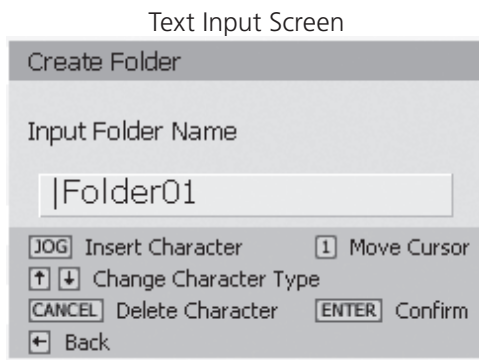 Text Input Screen
Create Folder
Input Folder Name
|Folder01
JOG Insert Character 1 Move Cursor
↑ ↓ Change Character Type
CANCEL Delete Character ENTER Confirm
← Back